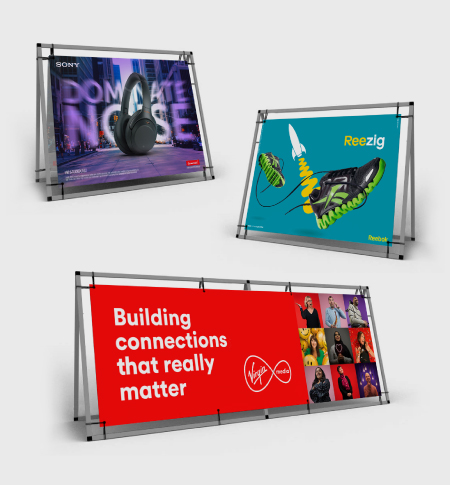 SONY
DOMINATE
NOISE
Reezig
Reebok
Building
connections
that really
matter
Virgin media